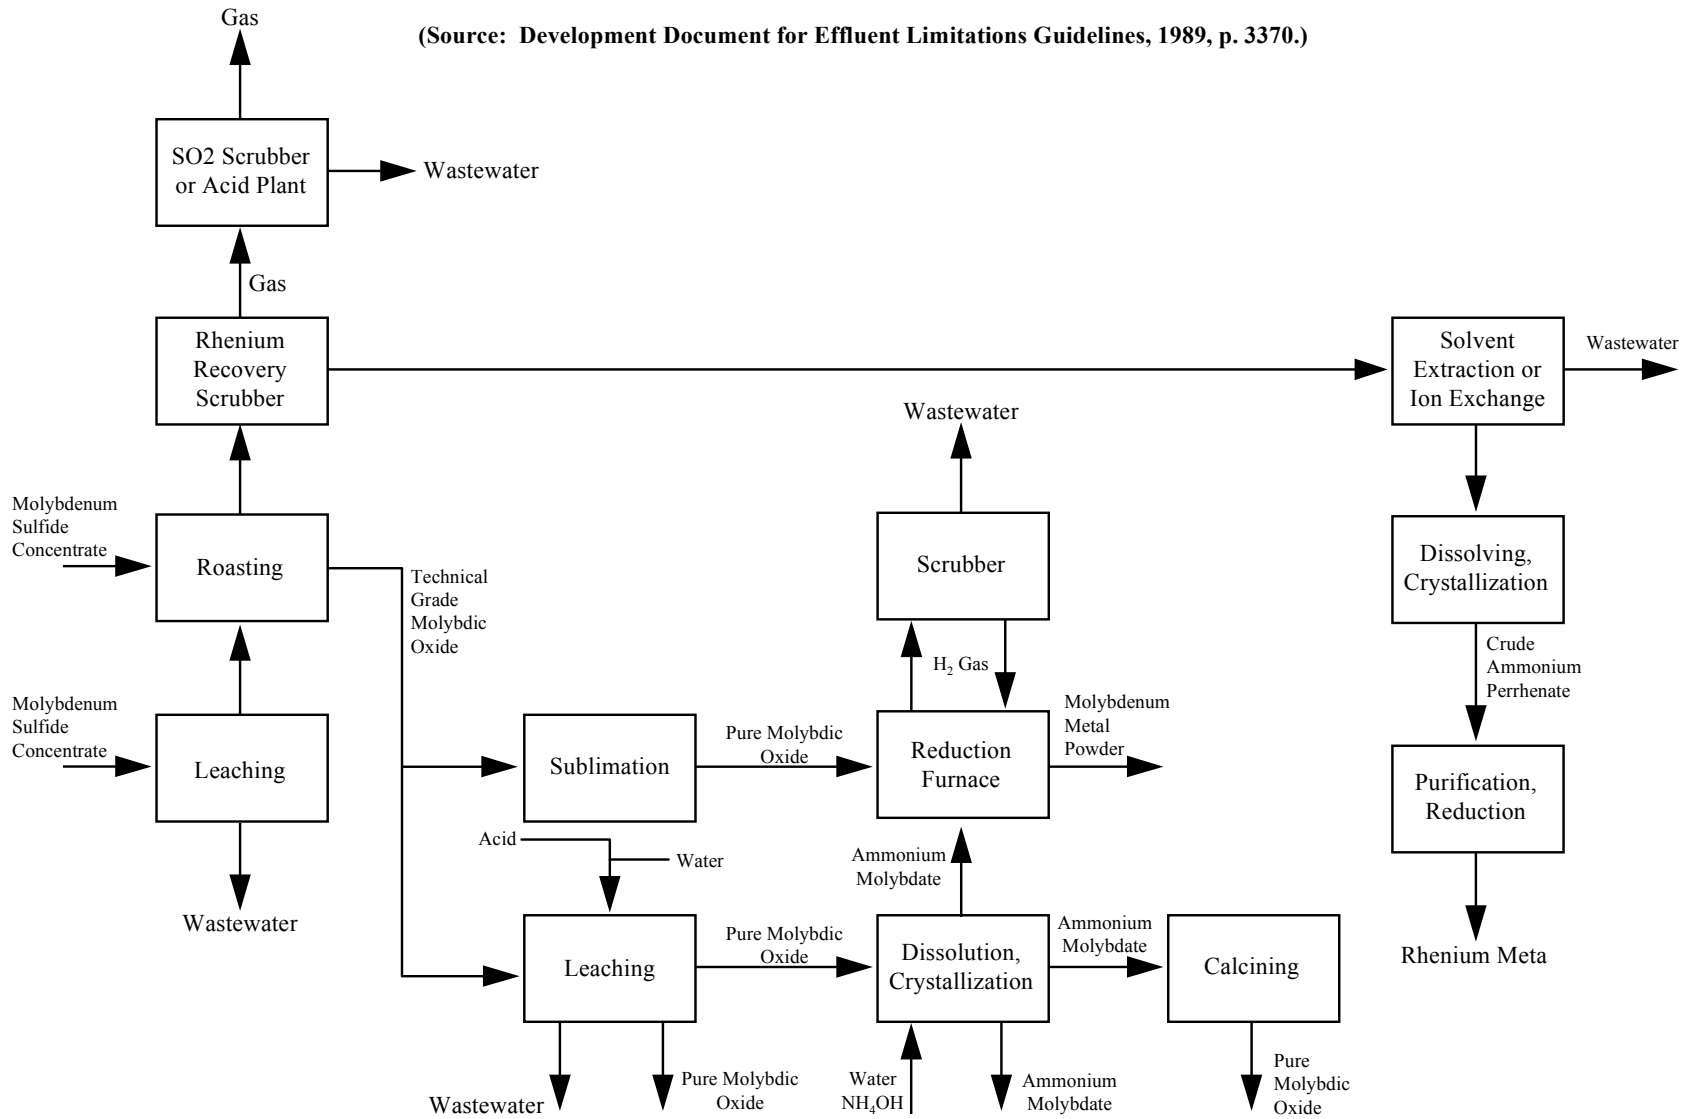 Gas
(Source: Development Document for Effluent Limitations Guidelines, 1989, p. 3370.)
SO2 Scrubber
or Acid Plant
Wastewater
Gas
Rhenium
Recovery
Scrubber
Solvent
Extraction or
Ion Exchange
Wastewater
Wastewater
Molybdenum
Sulfide
Concentrate
Roasting
Technical
Grade
Molybdic
Oxide
Scrubber
Dissolving,
Crystallization
H₂ Gas
Crude
Ammonium
Perrhenate
Molybdenum
Sulfide
Concentrate
Leaching
Sublimation
Pure Molybdic
Oxide
Reduction
Furnace
Molybdenum
Metal
Powder
Purification,
Reduction
Acid
Water
Ammonium
Molybdate
Wastewater
Leaching
Pure Molybdic
Oxide
Dissolution,
Crystallization
Ammonium
Molybdate
Calcining
Rhenium Meta
Wastewater
Pure Molybdic
Oxide
Water
NH₄OH
Ammonium
Molybdate
Pure
Molybdic
Oxide